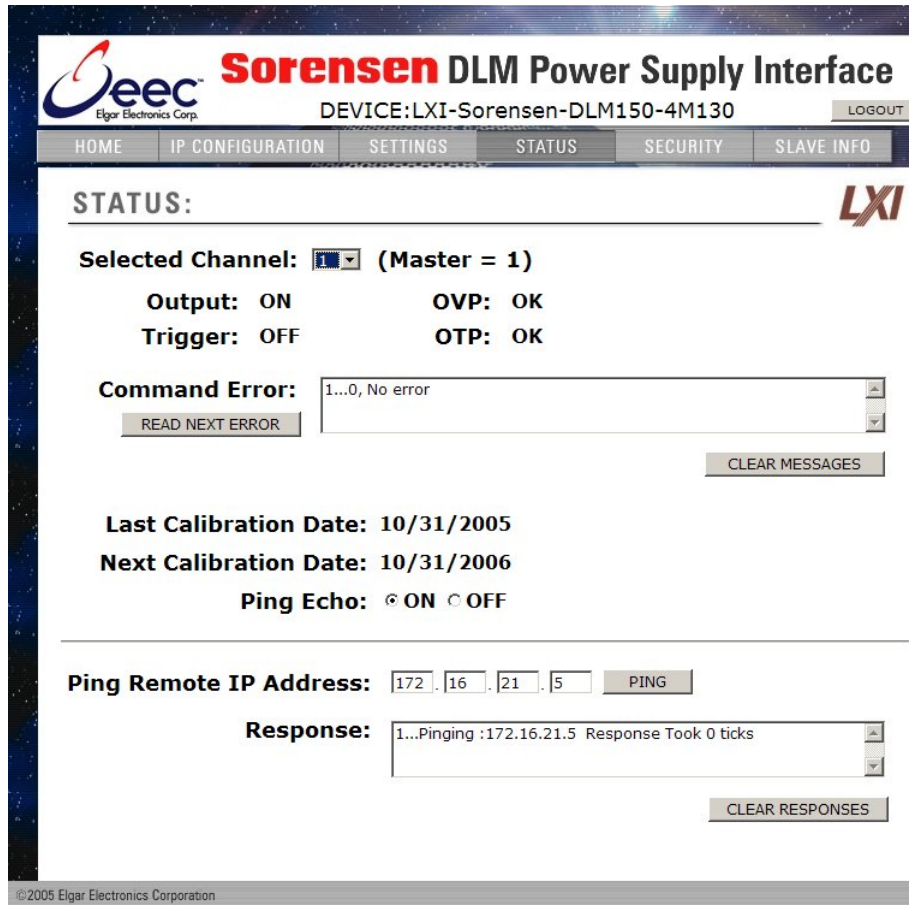 eec™
Elgar Electronics Corp.
Sorensen DLM Power Supply Interface
DEVICE:LXI-Sorensen-DLM150-4M130
LOGOUT
HOME IP CONFIGURATION SETTINGS STATUS SECURITY SLAVE INFO
STATUS:
LXI
Selected Channel: 1 (Master = 1)
Output: ON OVP: OK
Trigger: OFF OTP: OK
Command Error: 1...0, No error
READ NEXT ERROR
CLEAR MESSAGES
Last Calibration Date: 10/31/2005
Next Calibration Date: 10/31/2006
Ping Echo: ON OFF
Ping Remote IP Address: 172 . 16 . 21 . 5 PING
Response: 1...Pinging :172.16.21.5 Response Took 0 ticks
CLEAR RESPONSES
©2005 Elgar Electronics Corporation